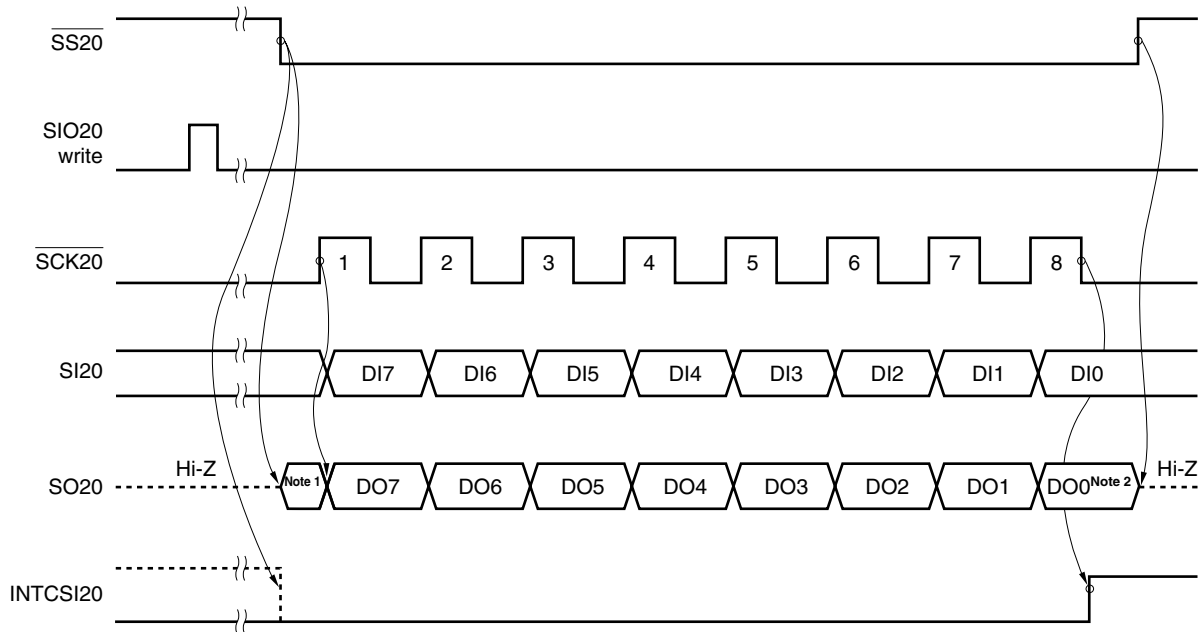 SS20
SIO20
write
SCK20
1 2 3 4 5 6 7 8
SI20
DI7 DI6 DI5 DI4 DI3 DI2 DI1 DI0
SO20
Hi-Z
Note 1
DO7 DO6 DO5 DO4 DO3 DO2 DO1 DO0 Note 2
Hi-Z
INTCSI20